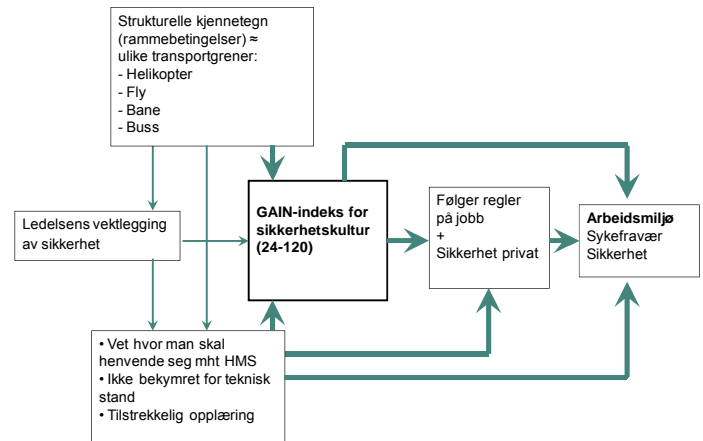 Strukturelle kjennetegn
(rammebetingelser) ≈
ulike transportgrener:
- Helikopter
- Fly
- Bane
- Buss
Ledelsens vektlegging
av sikkerhet
GAIN-indeks for
sikkerhetskultur
(24-120)
Følger regler
på jobb
+
Sikkerhet privat
Arbeidsmiljø
Sykefravær
Sikkerhet
• Vet hvor man skal
henvende seg mht HMS
• Ikke bekymret for teknisk
stand
• Tilstrekkelig opplæring